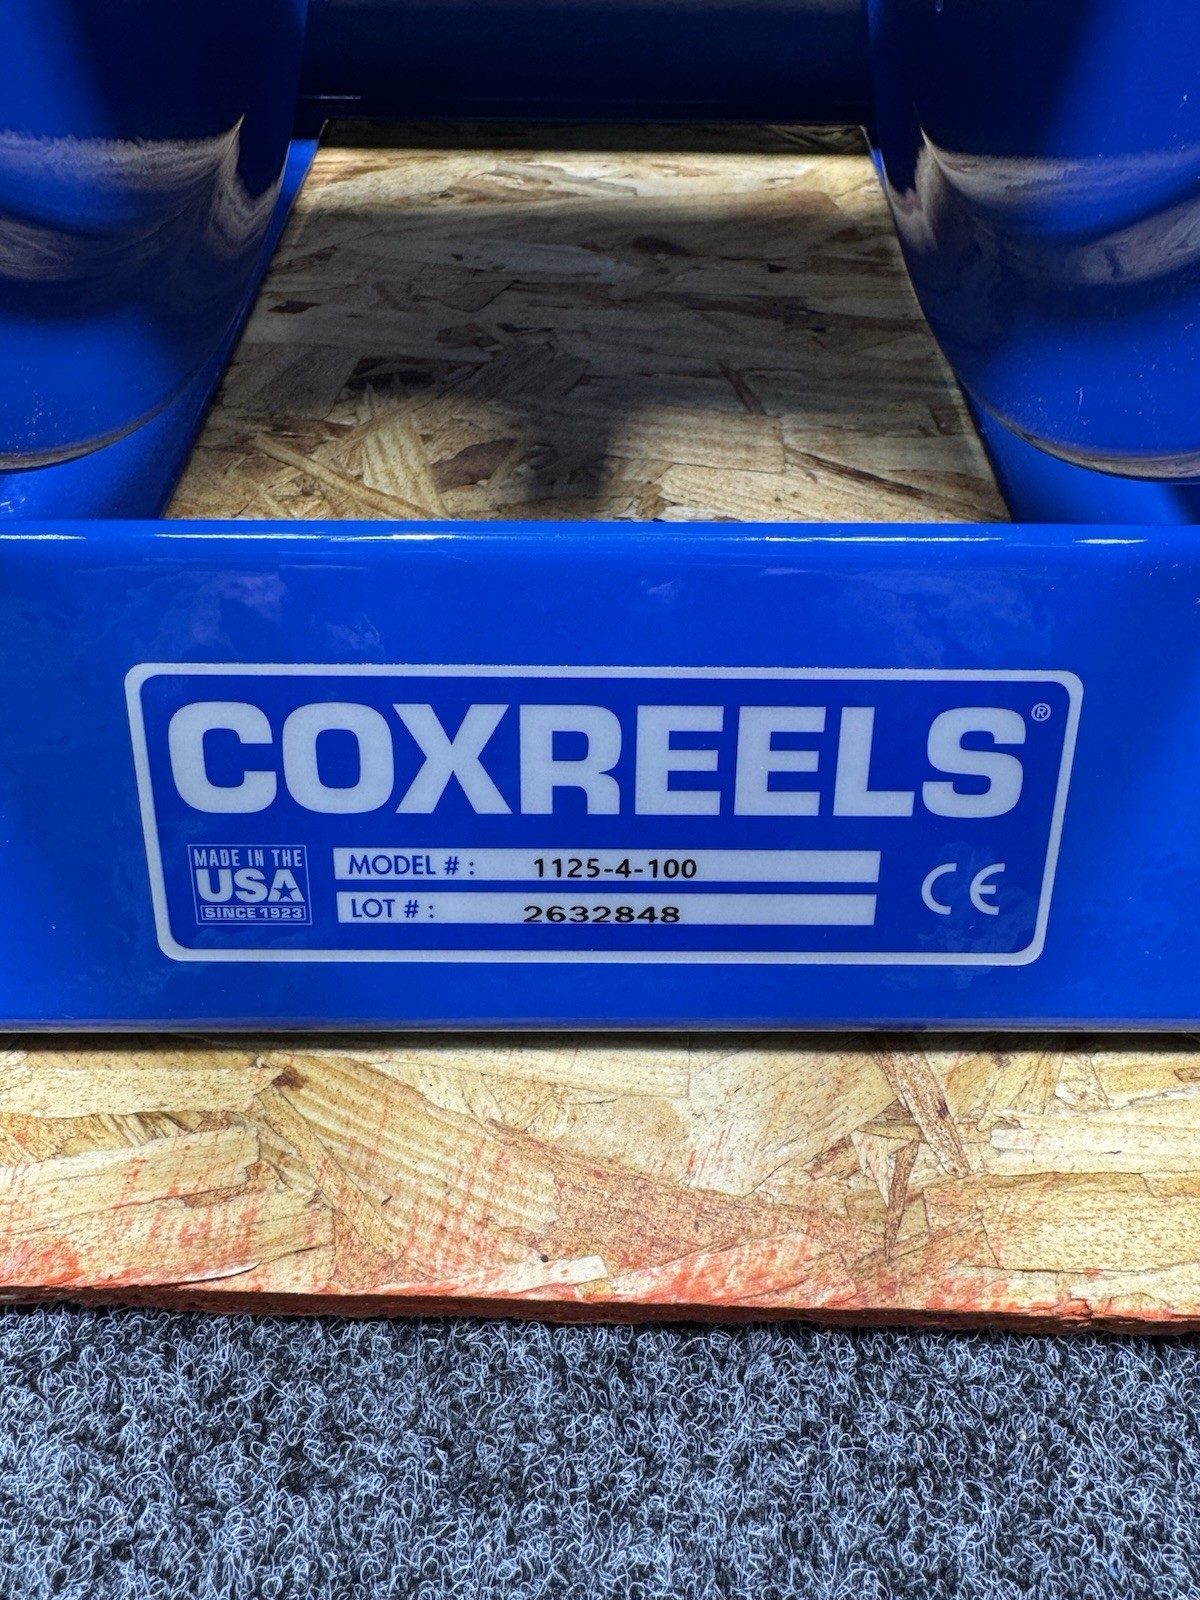 COXREELS®
MADE IN THE
USA
SINCE 1923
MODEL # : 1125-4-100
LOT # : 2632848
CE